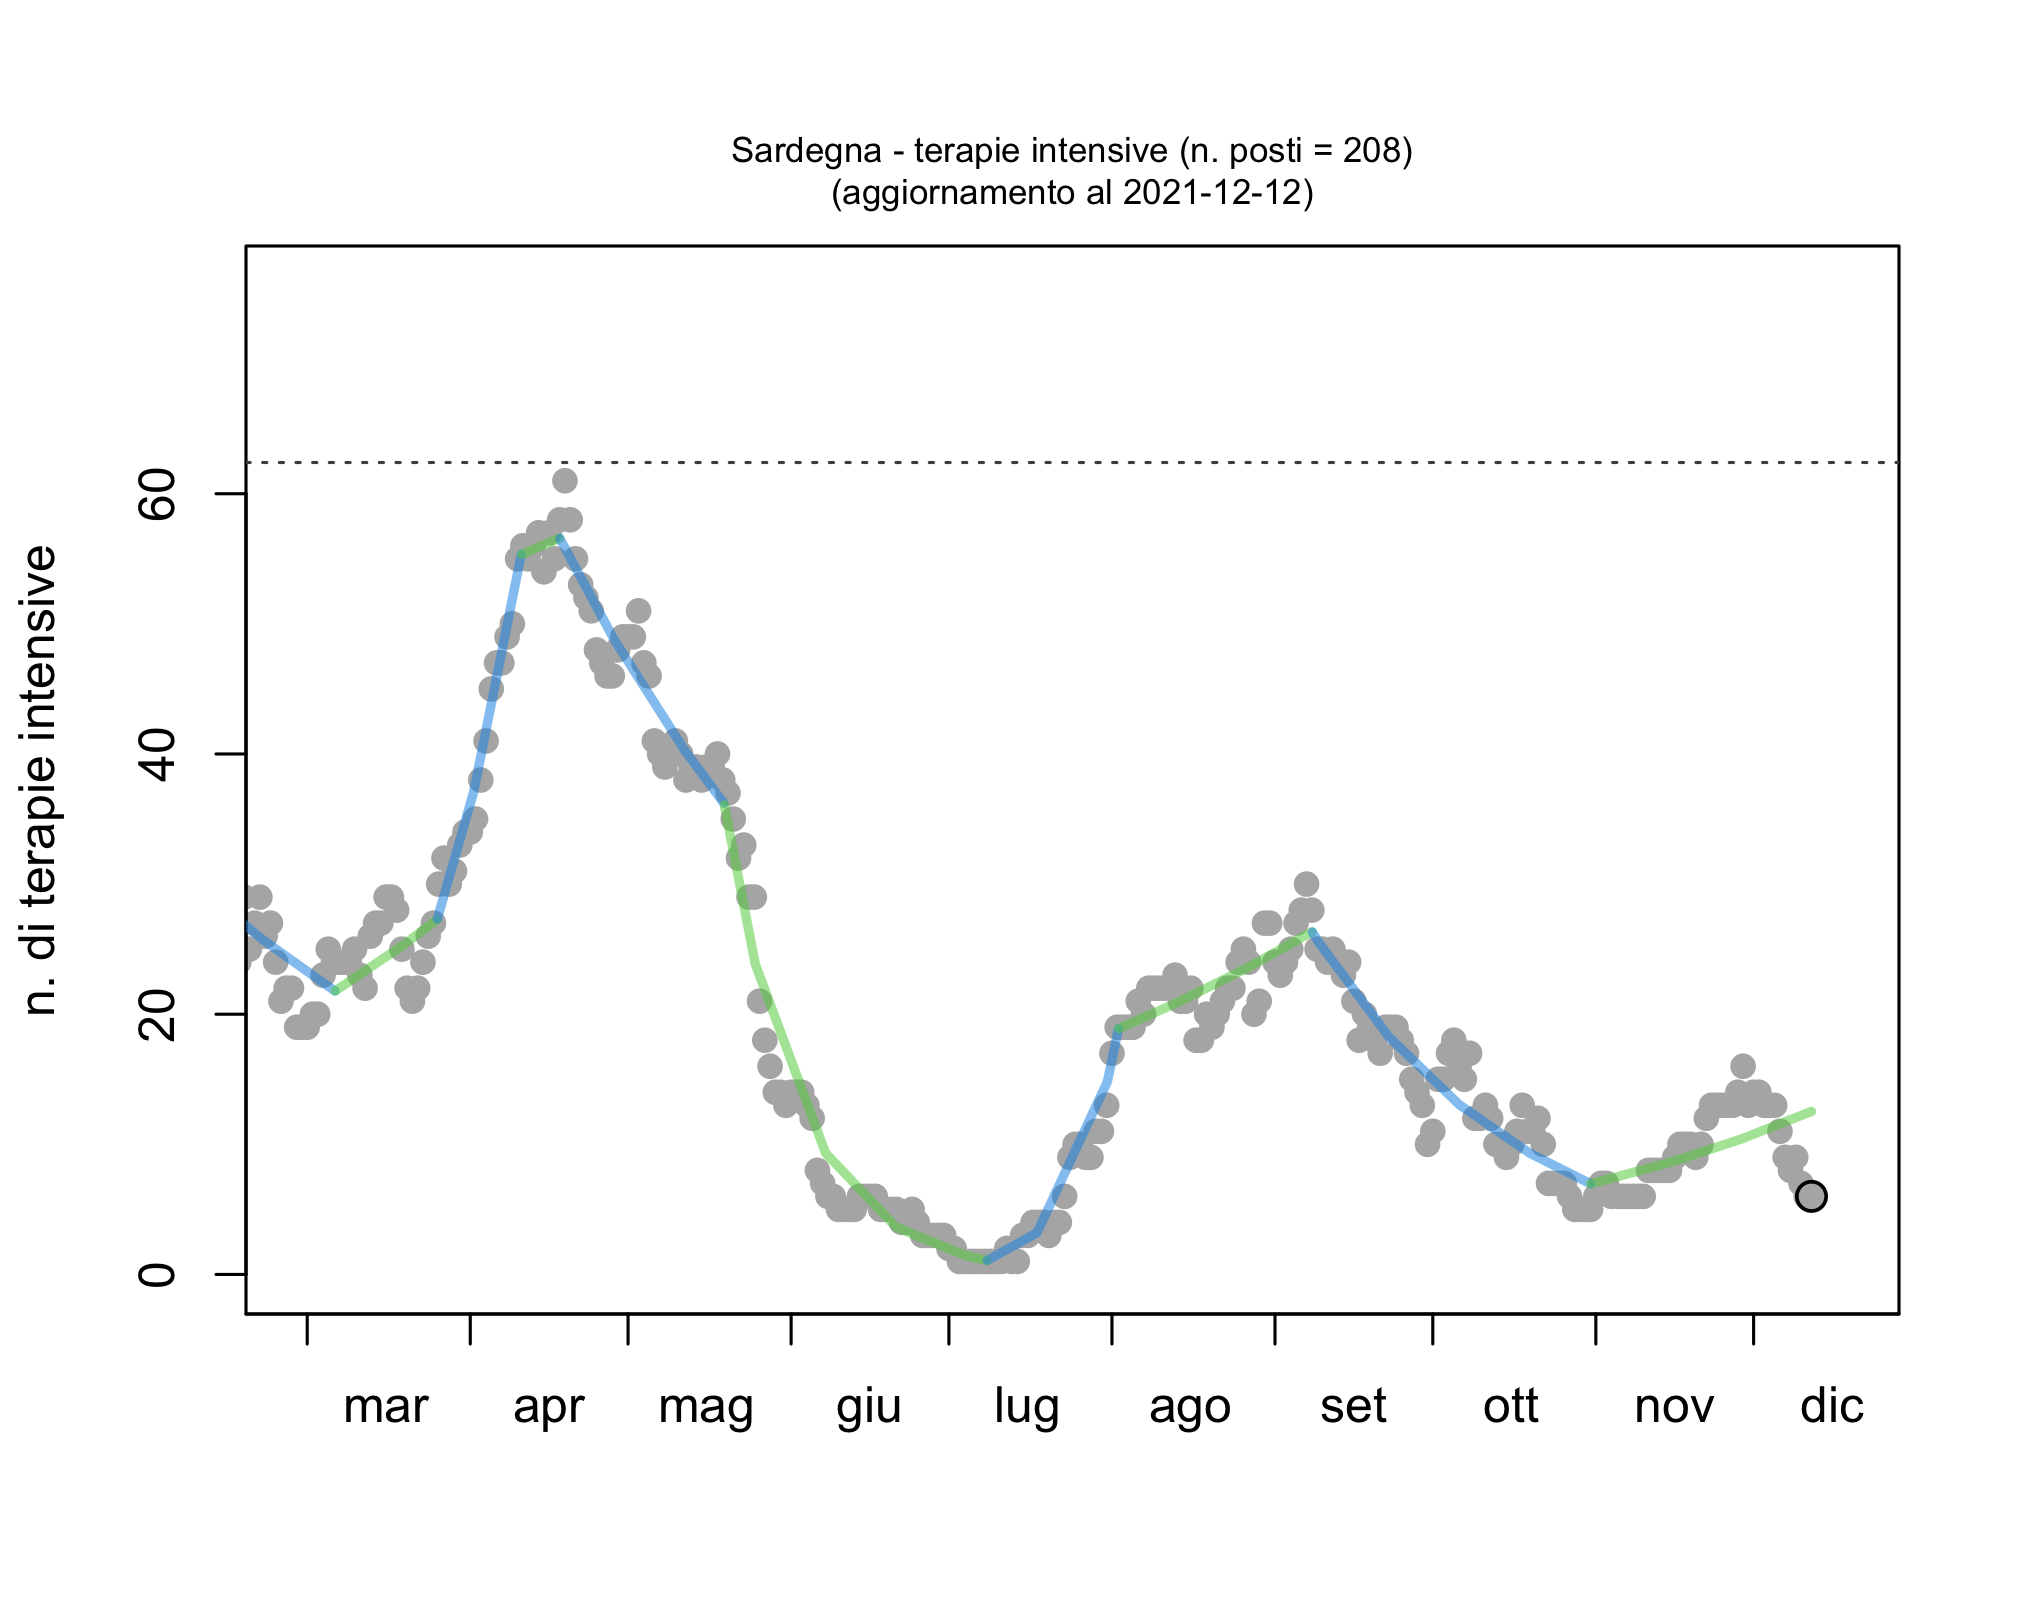 Sardegna - terapie intensive (n. posti = 208)
(aggiornamento al 2021-12-12)
n. di terapie intensive
60
40
20
0
mar apr mag giu lug ago set ott nov dic